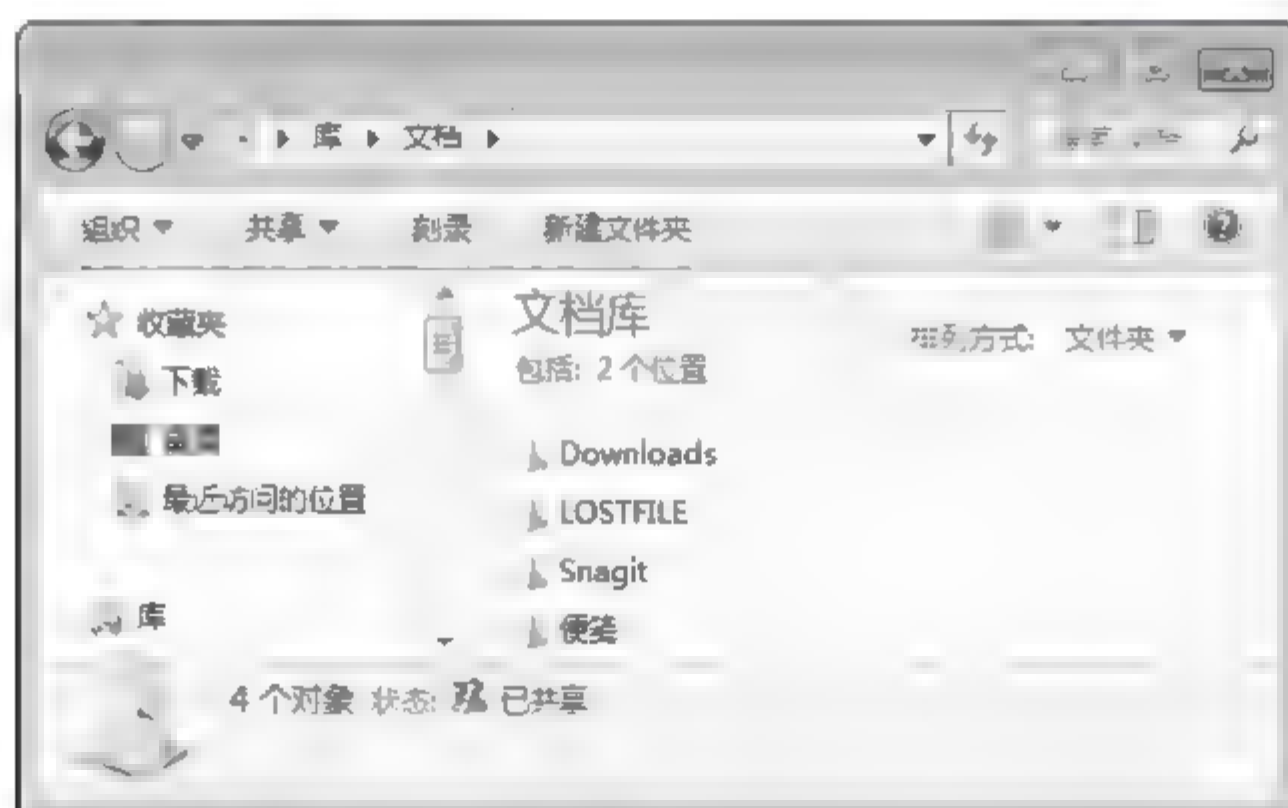 库 文档
组织 共享 刻录 新建文件夹
收藏夹
下载
最近访问的位置
库
文档库
包括: 2 个位置
排列方式: 文件夹
Downloads
LOSTFILE
Snagit
4 个对象 状态: 已共享